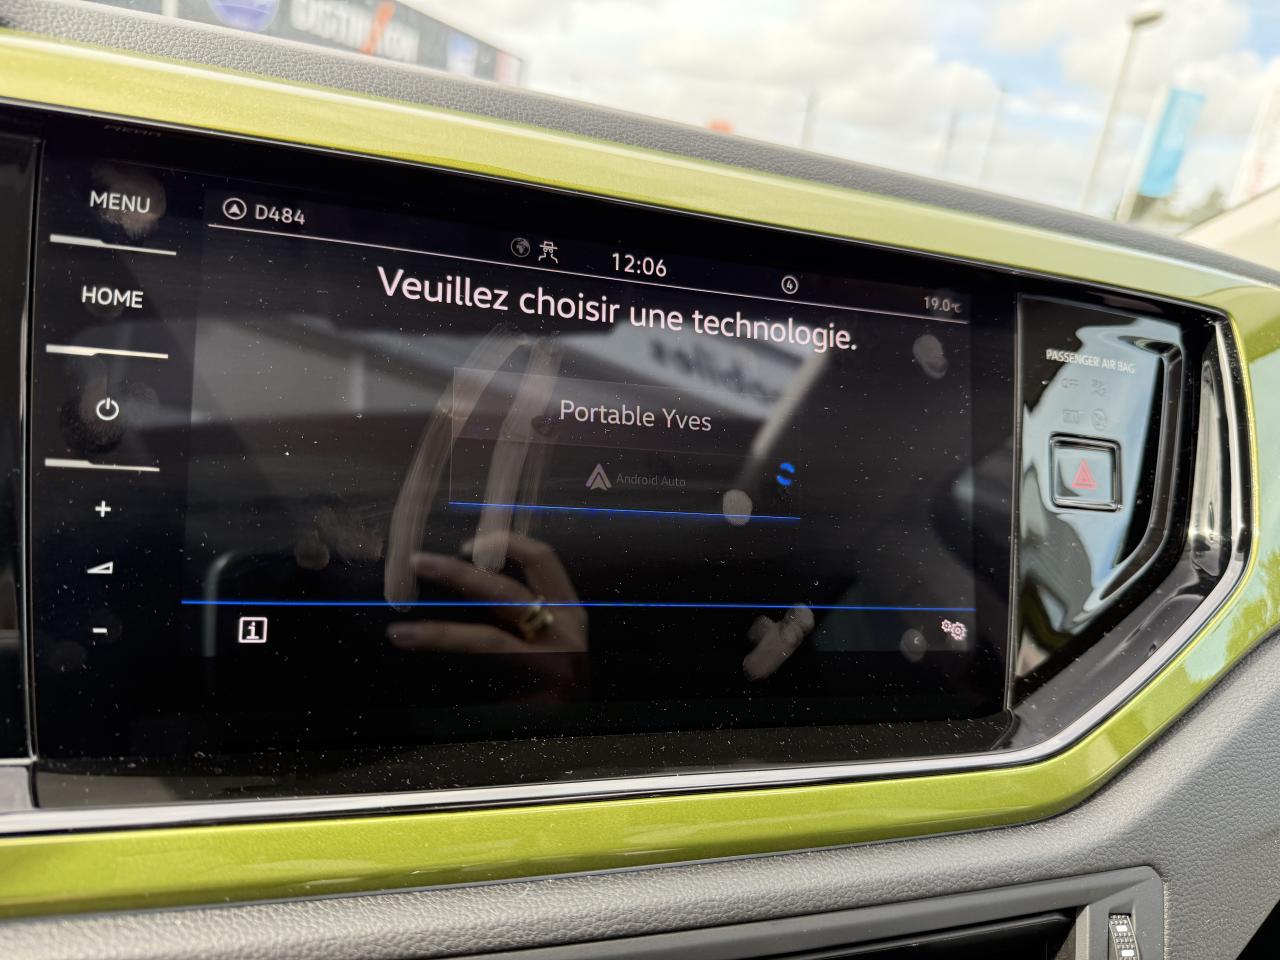 MENU
D484
12:06
4
19.0°C
HOME
Veuillez choisir une technologie.
PASSENGER AIR BAG
OFF
Portable Yves
Android Auto
+
-
i